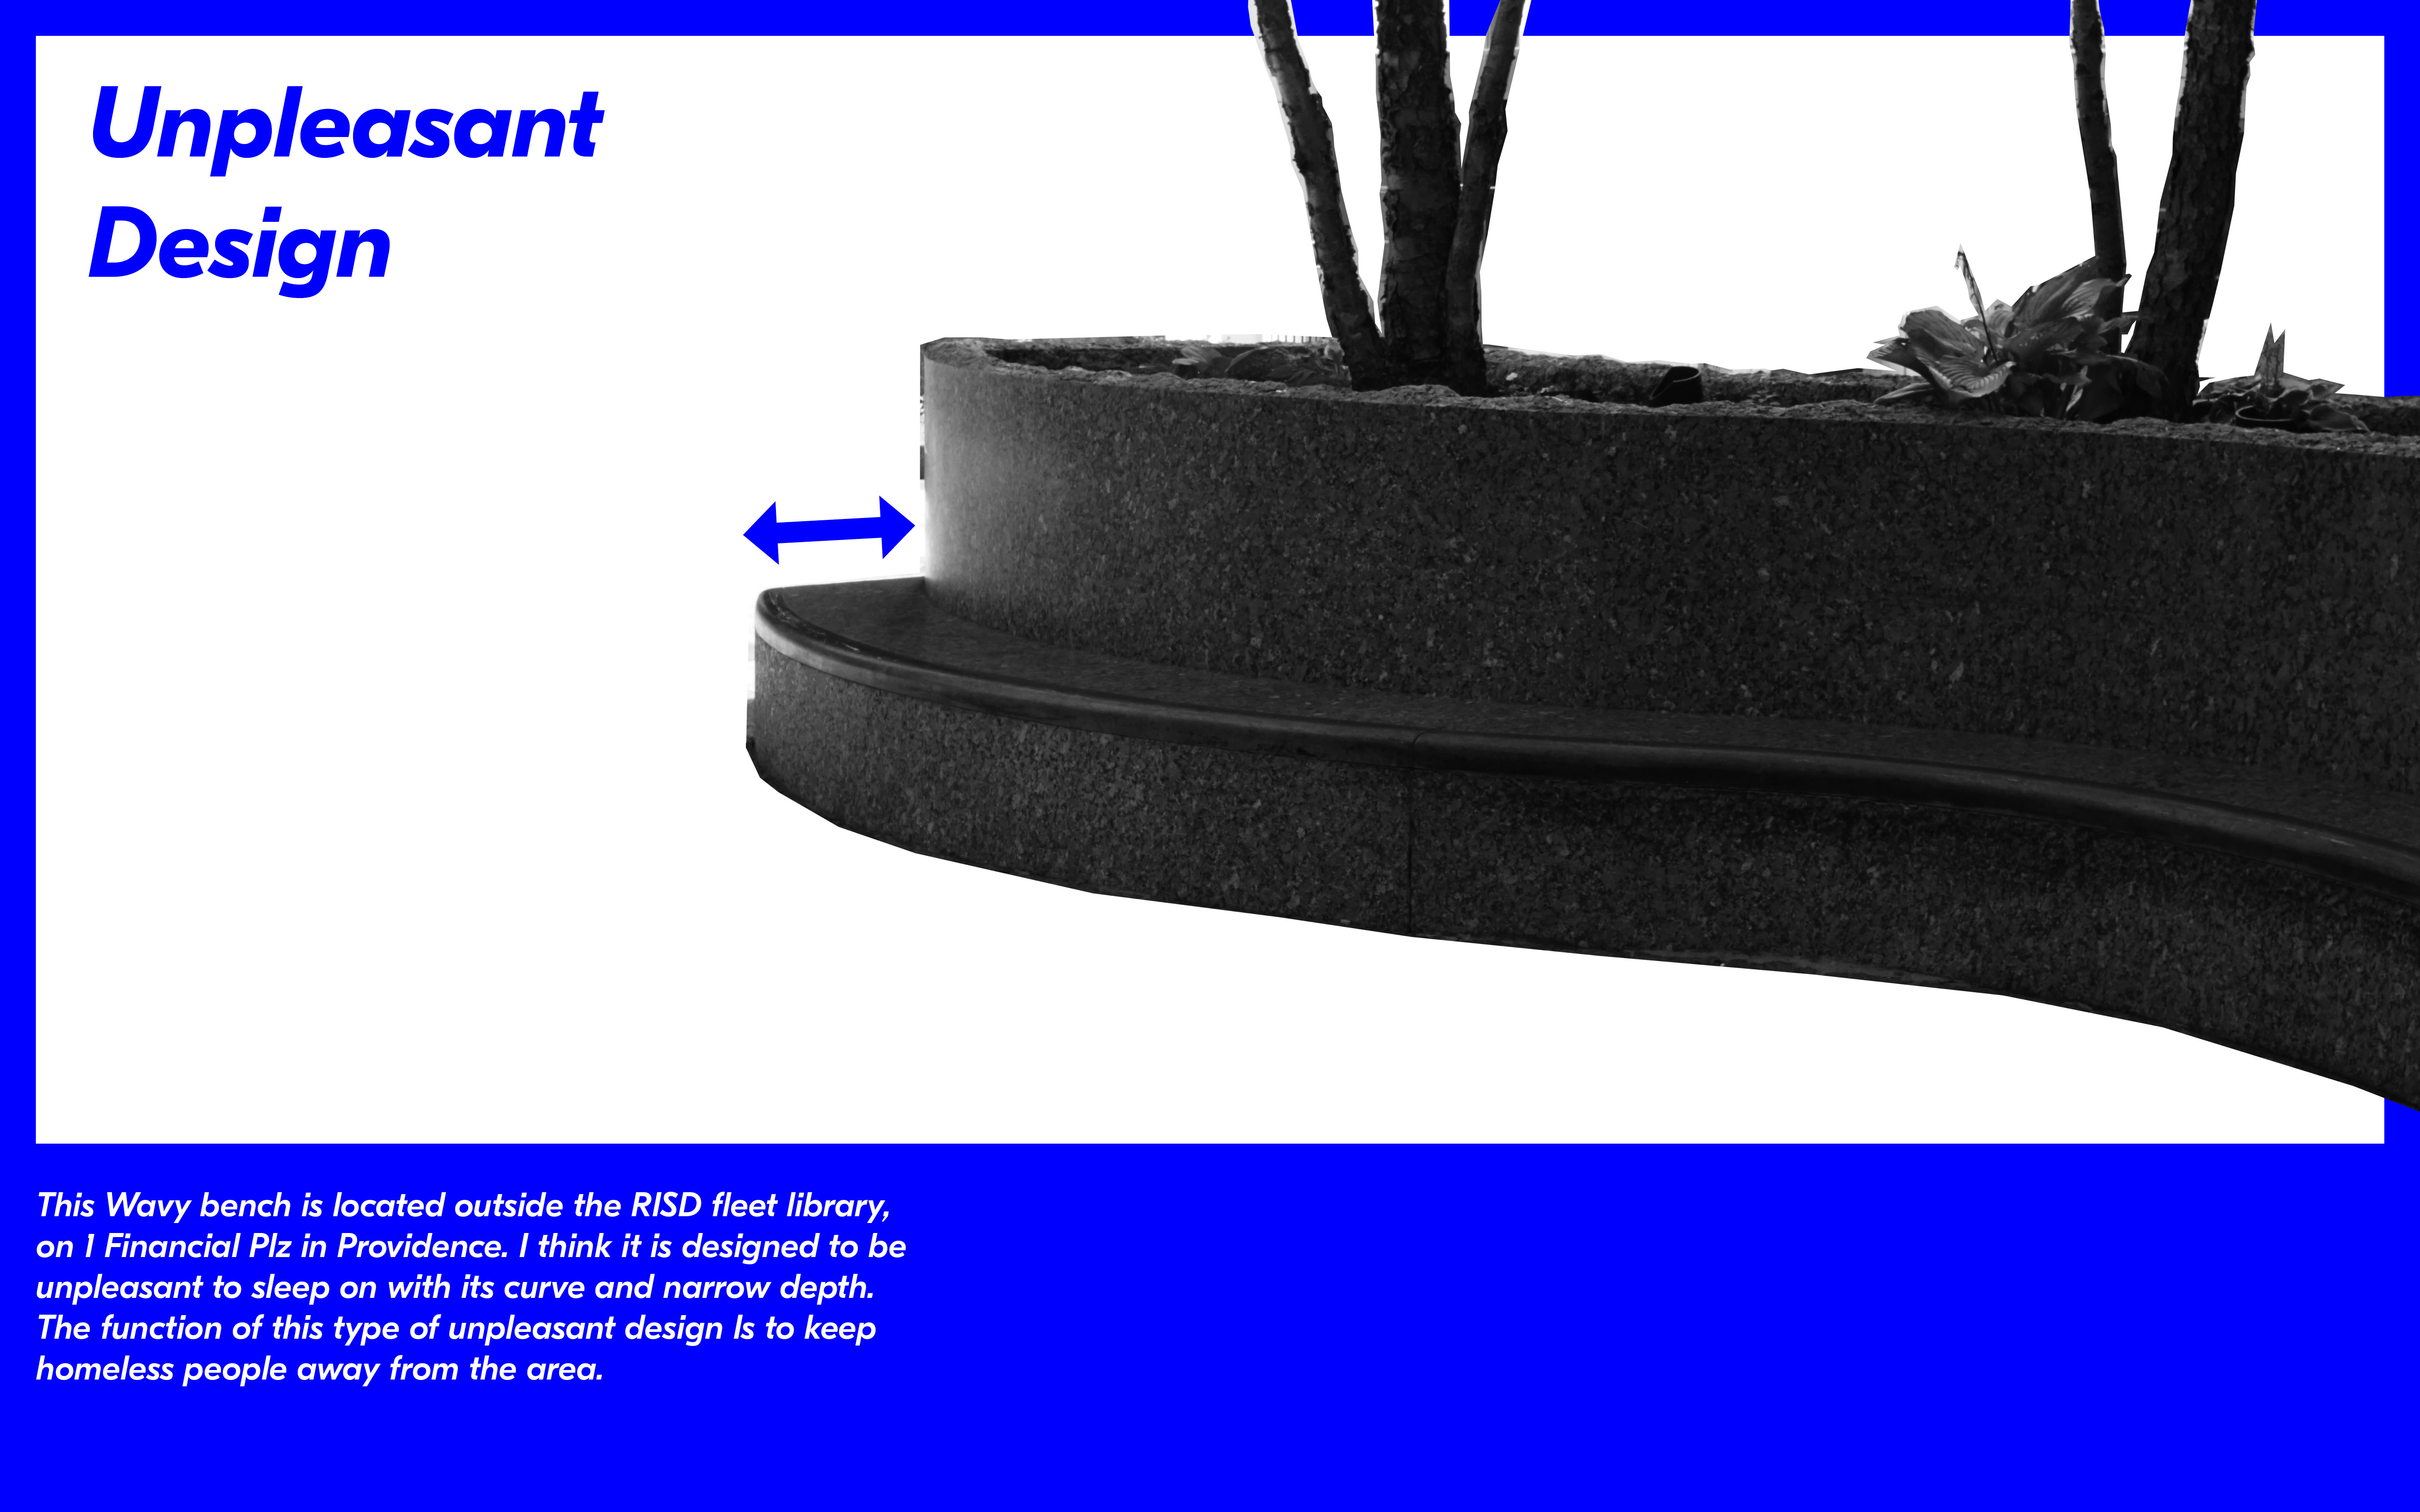 Unpleasant
Design
This Wavy bench is located outside the RISD fleet library,
on 1 Financial Plz in Providence. I think it is designed to be
unpleasant to sleep on with its curve and narrow depth.
The function of this type of unpleasant design Is to keep
homeless people away from the area.